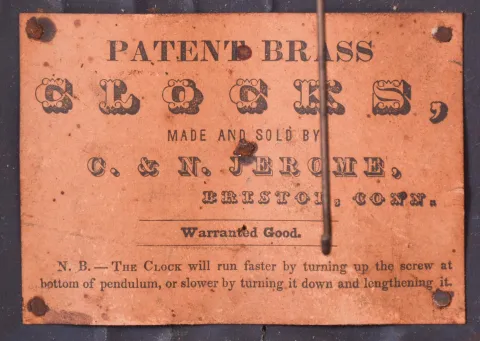 PATENT BRASS
CLOCKS,
MADE AND SOLD BY
C. & N. JEROME,
BRISTOL, CONN.
Warranted Good.
N. B. — THE CLOCK will run faster by turning up the screw at
bottom of pendulum, or slower by turning it down and lengthening it.